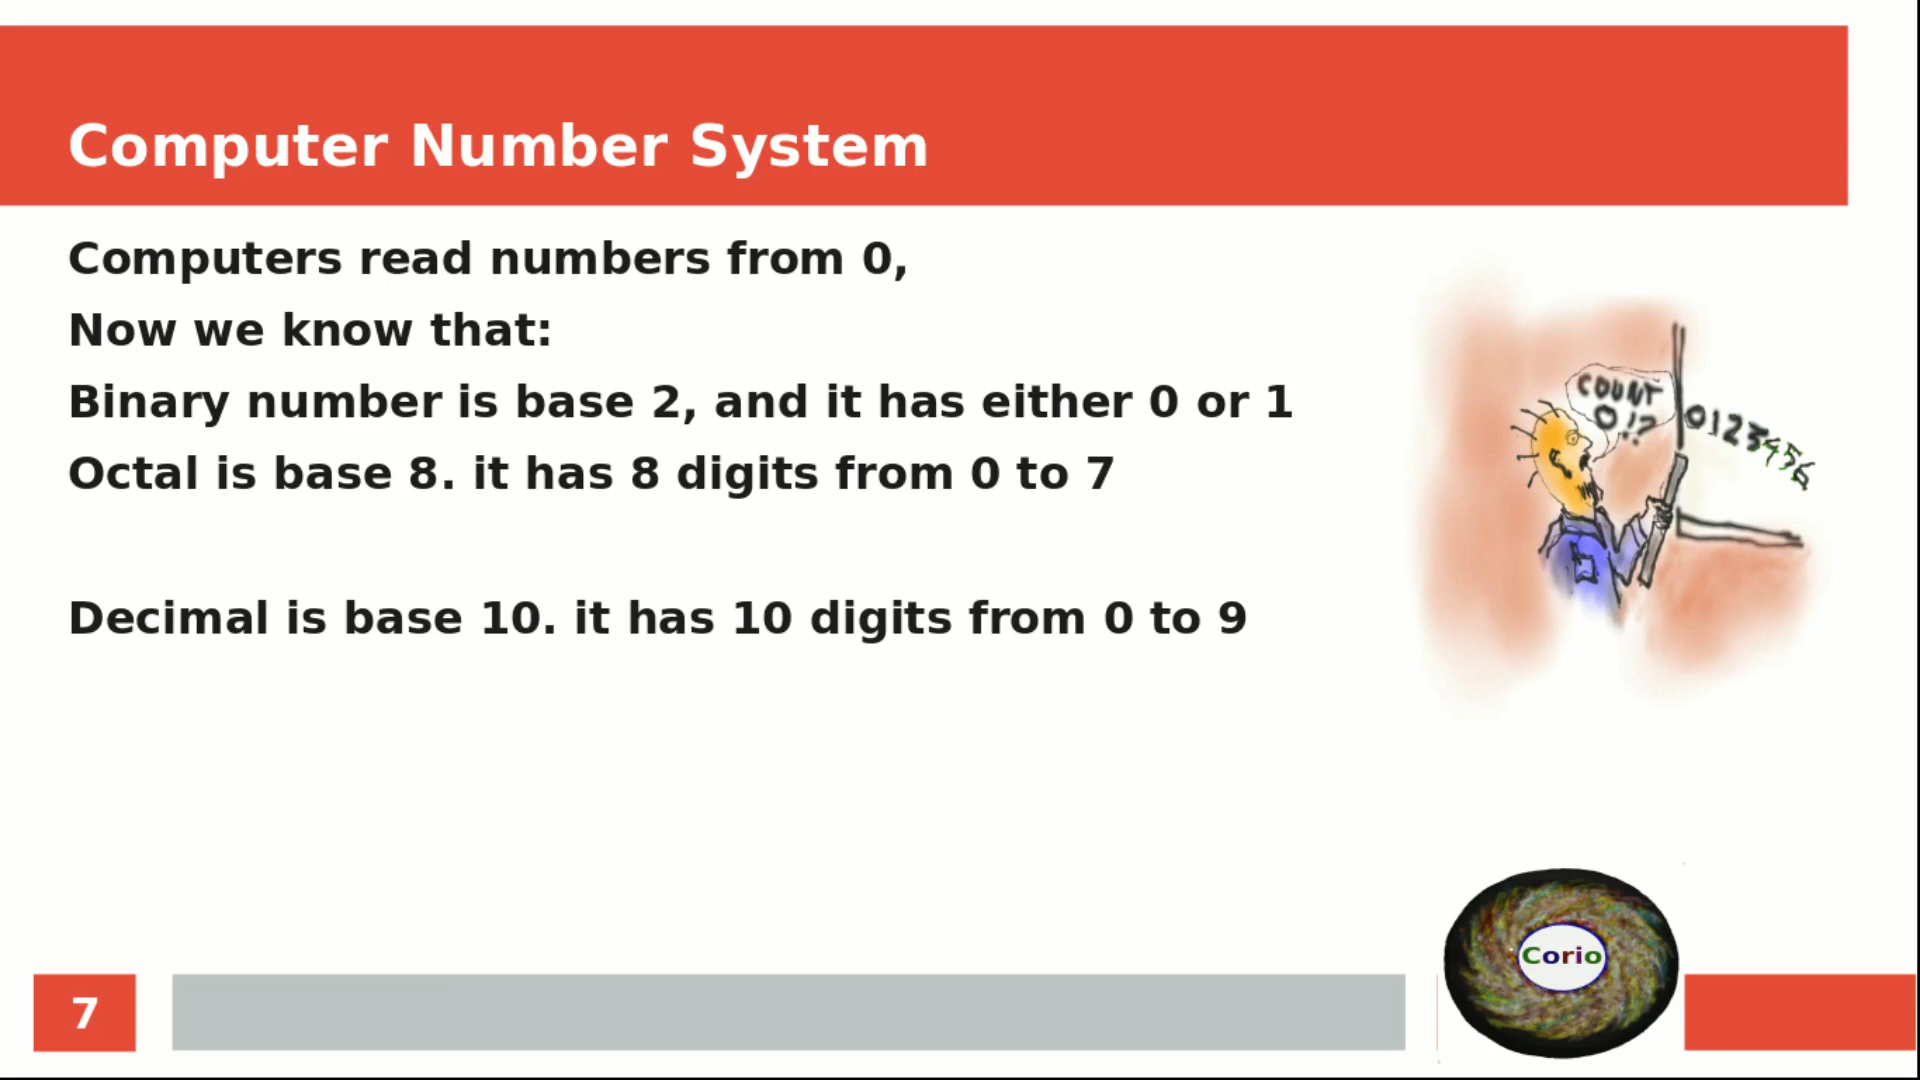 Computer Number System
Computers read numbers from 0,
Now we know that:
Binary number is base 2, and it has either 0 or 1
Octal is base 8. it has 8 digits from 0 to 7
Decimal is base 10. it has 10 digits from 0 to 9
COUNT
0!?
0123456
Corio
7